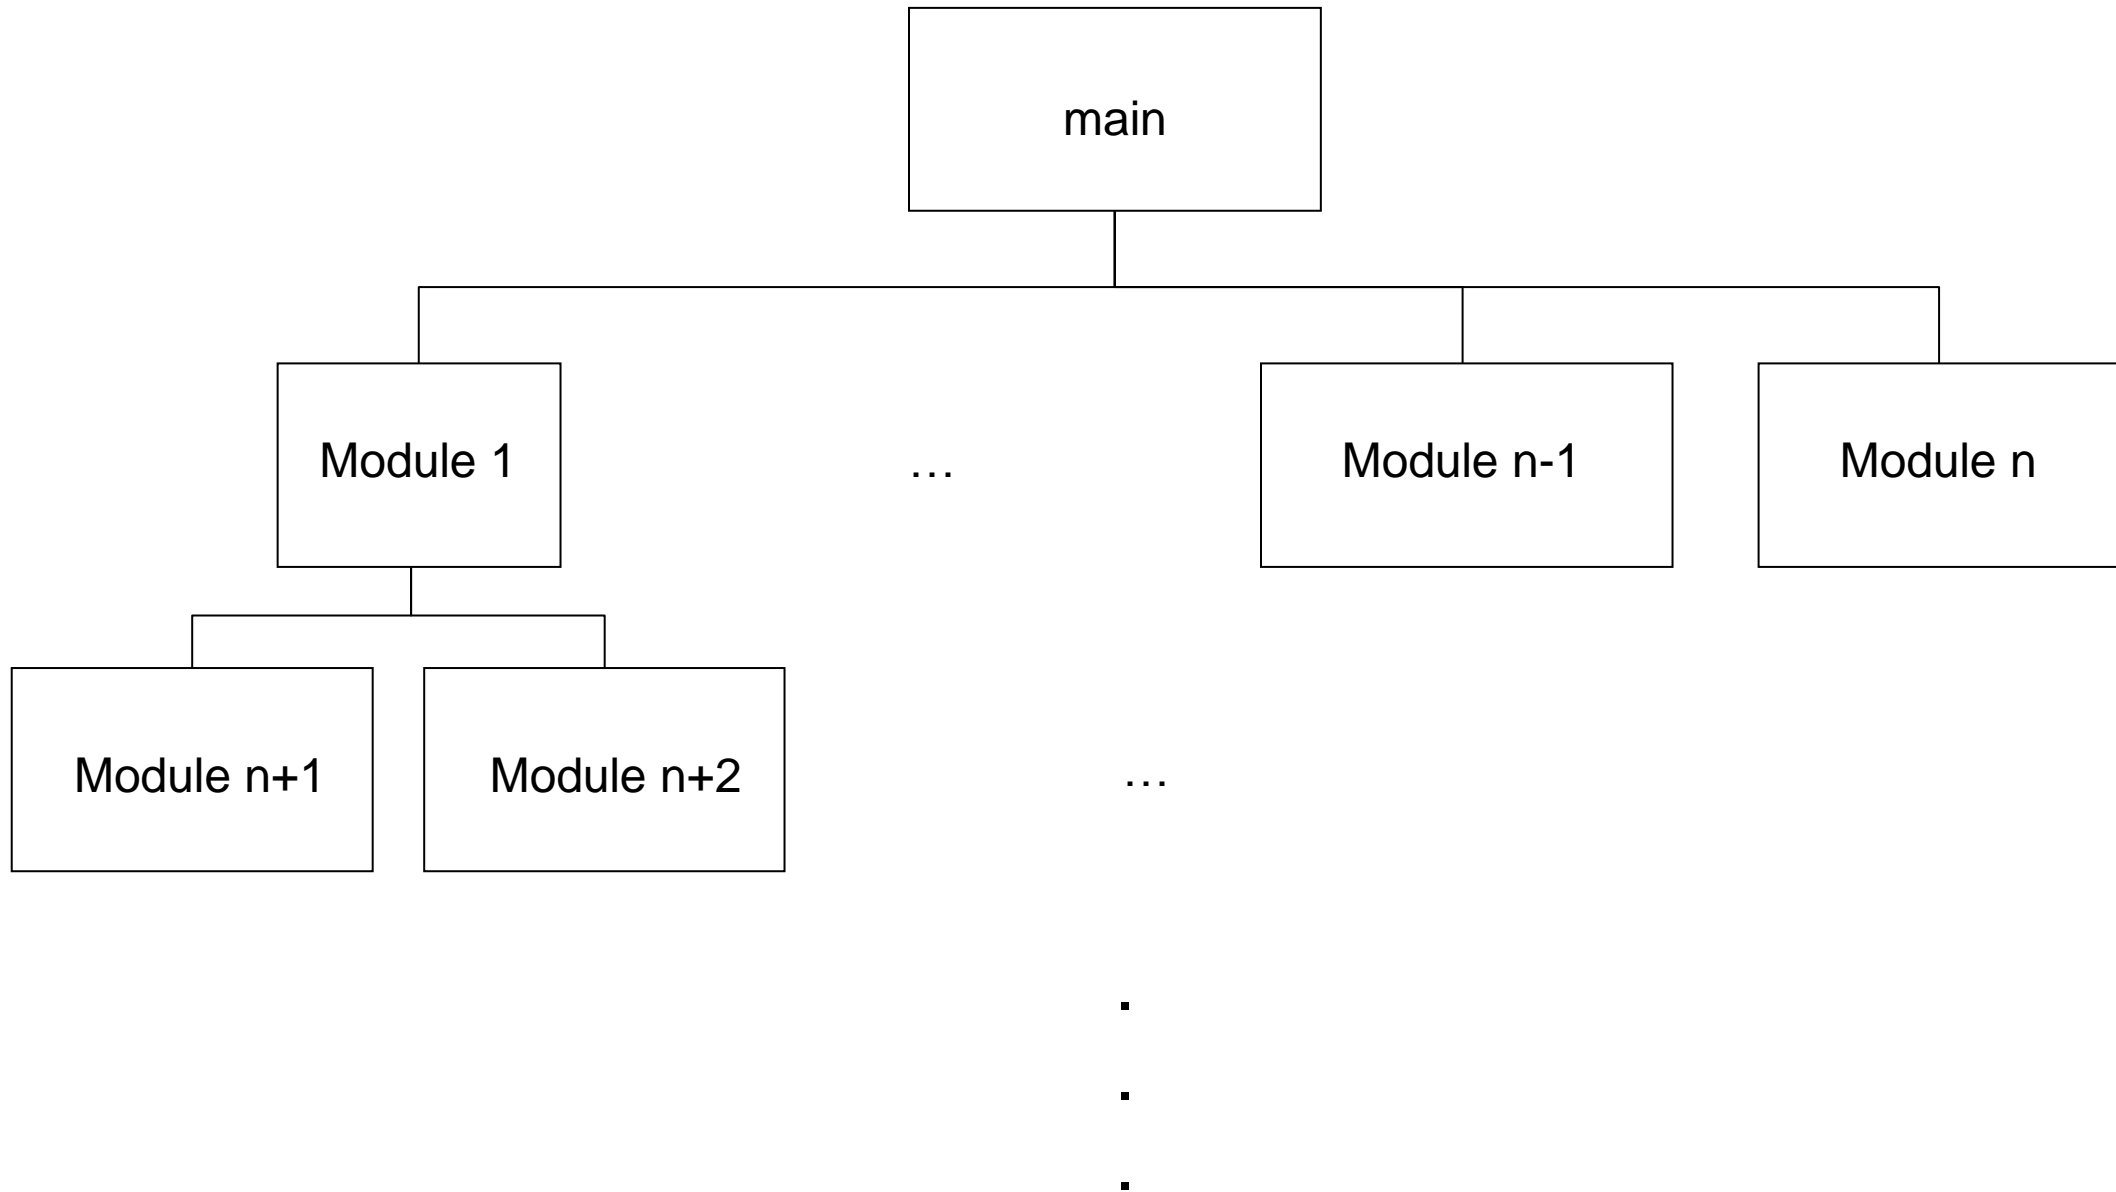 main
Module 1
…
Module n-1
Module n
Module n+1
Module n+2
…
.
.
.